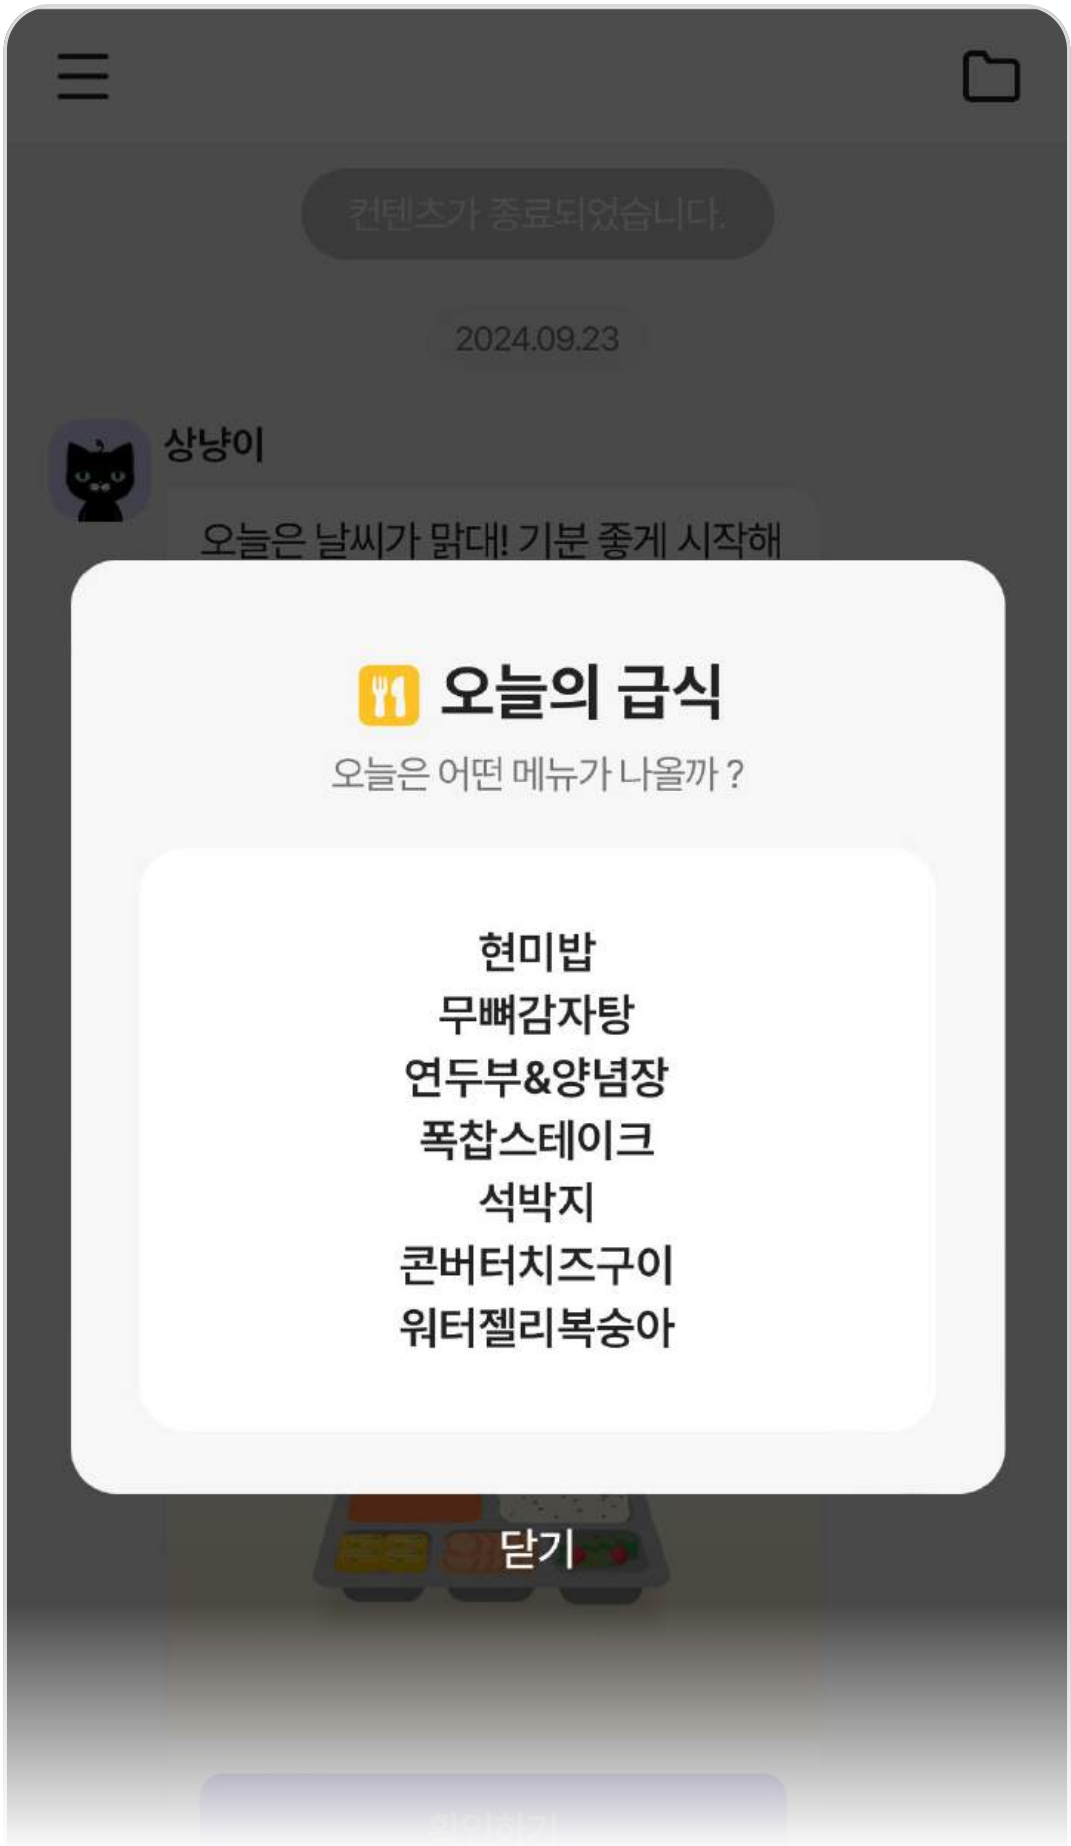 컨텐츠가 종료되었습니다.
2024.09.23
상냥이
오늘은 날씨가 맑대! 기분 좋게 시작해
오늘의 급식
오늘은 어떤 메뉴가 나올까 ?
현미밥
무뼈감자탕
연두부&양념장
폭찹스테이크
석박지
콘버터치즈구이
워터젤리복숭아
닫기
확인하기